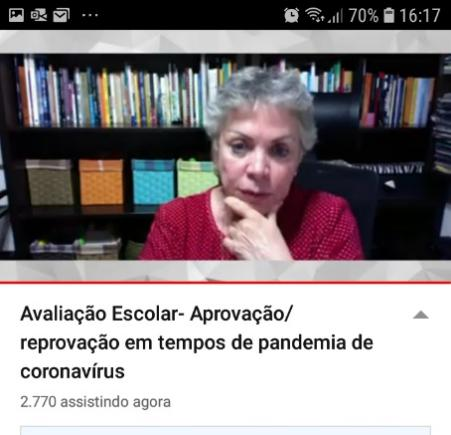 ... 70% 16:17
Avaliação Escolar- Aprovação/
reprovação em tempos de pandemia de
coronavírus
2.770 assistindo agora